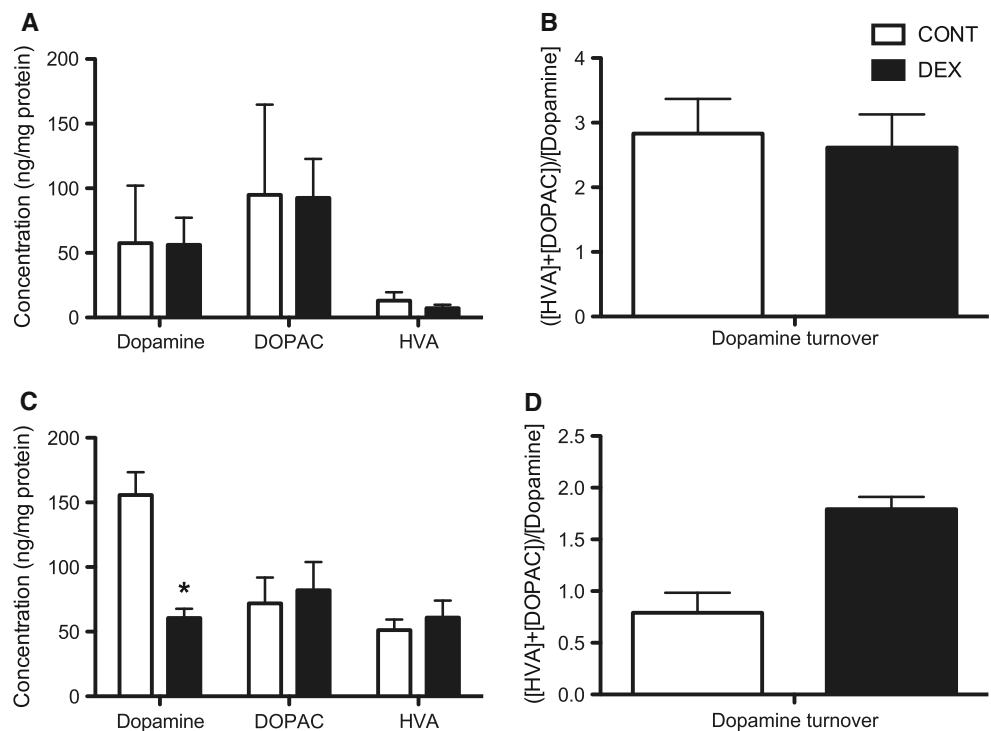 A
Concentration (ng/mg protein)
200
150
100
50
0
Dopamine DOPAC HVA
B
CONT
DEX
([HVA]+[DOPAC])/[Dopamine]
4
3
2
1
0
Dopamine turnover
C
Concentration (ng/mg protein)
200
150
100
50
0
*
Dopamine DOPAC HVA
D
([HVA]+[DOPAC])/[Dopamine]
2.5
2.0
1.5
1.0
0.5
0.0
Dopamine turnover